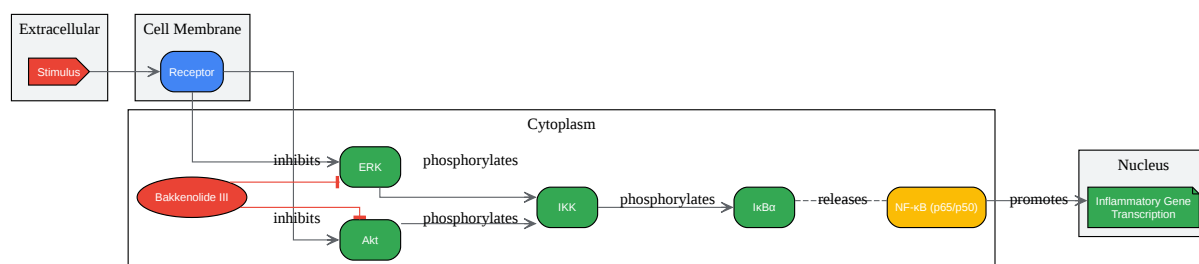 Extracellular
Cell Membrane
Stimulus
Receptor
Cytoplasm
inhibits
ERK
phosphorylates
Bakkenolide III
inhibits
Akt
phosphorylates
IKK
phosphorylates
IκBα
releases
NF-κB (p65/p50)
promotes
Nucleus
Inflammatory Gene
Transcription